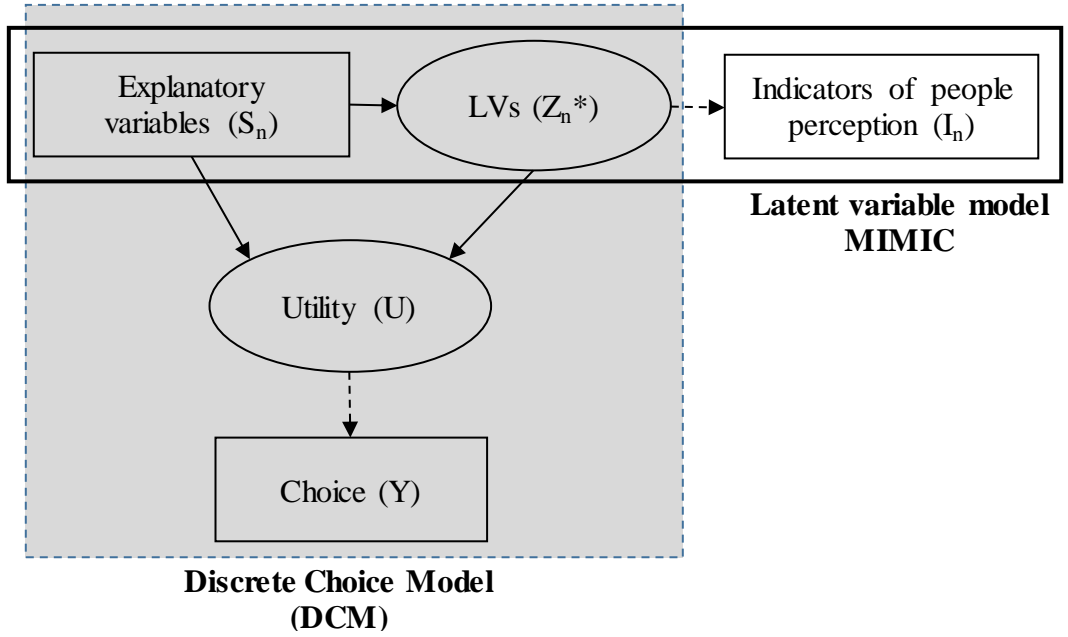 Explanatory
variables (Sn)
LVs (Zn*)
Indicators of people
perception (In)
Latent variable model
MIMIC
Utility (U)
Choice (Y)
Discrete Choice Model
(DCM)